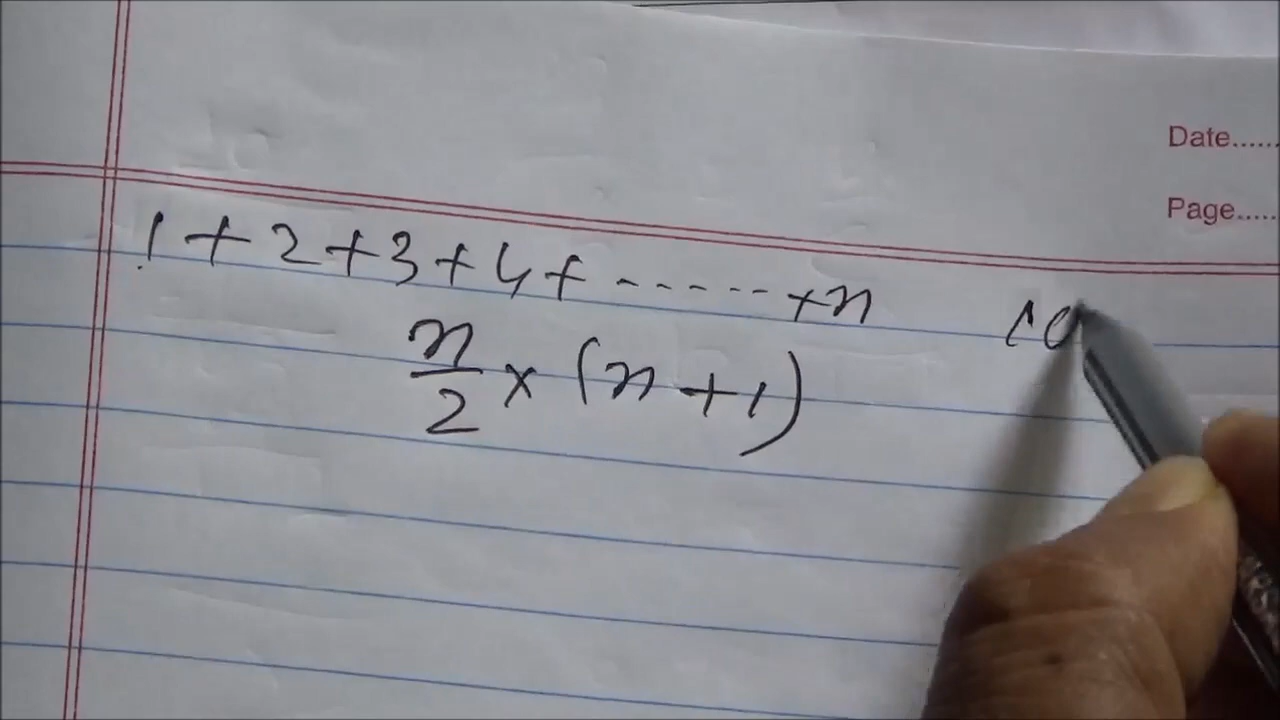 Date......
Page.....
1 + 2 + 3 + 4 + ------ + n
n/2 × (n + 1)